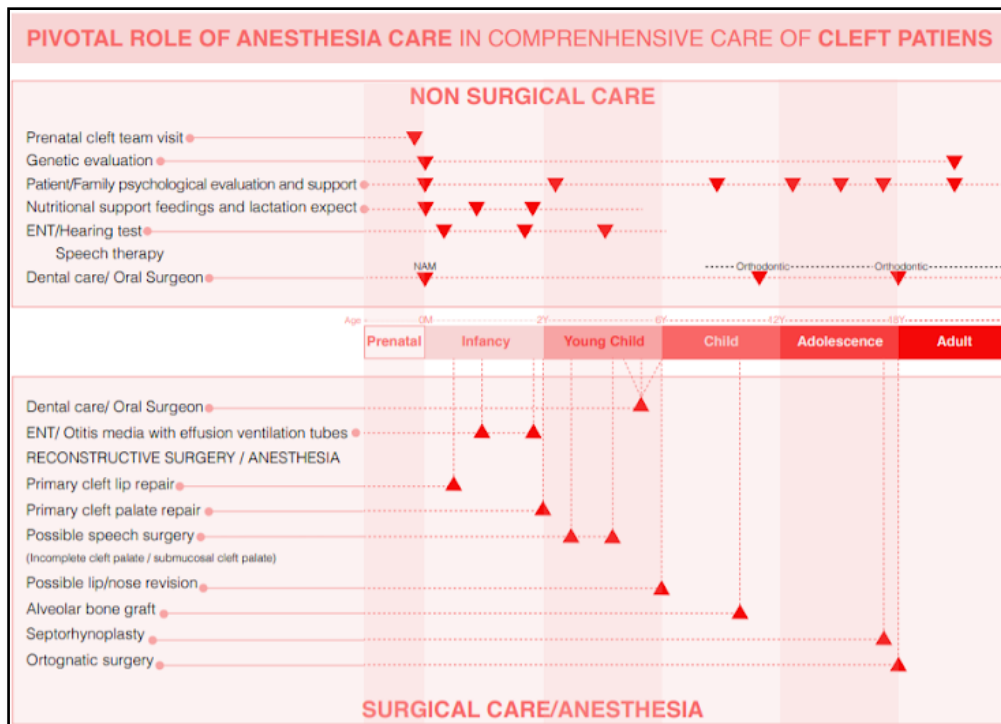 PIVOTAL ROLE OF ANESTHESIA CARE IN COMPRENHENSIVE CARE OF CLEFT PATIENS
NON SURGICAL CARE
Prenatal cleft team visit
Genetic evaluation
Patient/Family psychological evaluation and support
Nutritional support feedings and lactation expect
ENT/Hearing test
Speech therapy
NAM Orthodontic Orthodontic
Dental care/ Oral Surgeon
Age 0M 2Y 6Y 12Y 18Y
Prenatal Infancy Young Child Child Adolescence Adult
Dental care/ Oral Surgeon
ENT/ Otitis media with effusion ventilation tubes
RECONSTRUCTIVE SURGERY / ANESTHESIA
Primary cleft lip repair
Primary cleft palate repair
Possible speech surgery
(Incomplete cleft palate / submucosal cleft palate)
Possible lip/nose revision
Alveolar bone graft
Septorhynoplasty
Ortognatic surgery
SURGICAL CARE/ANESTHESIA